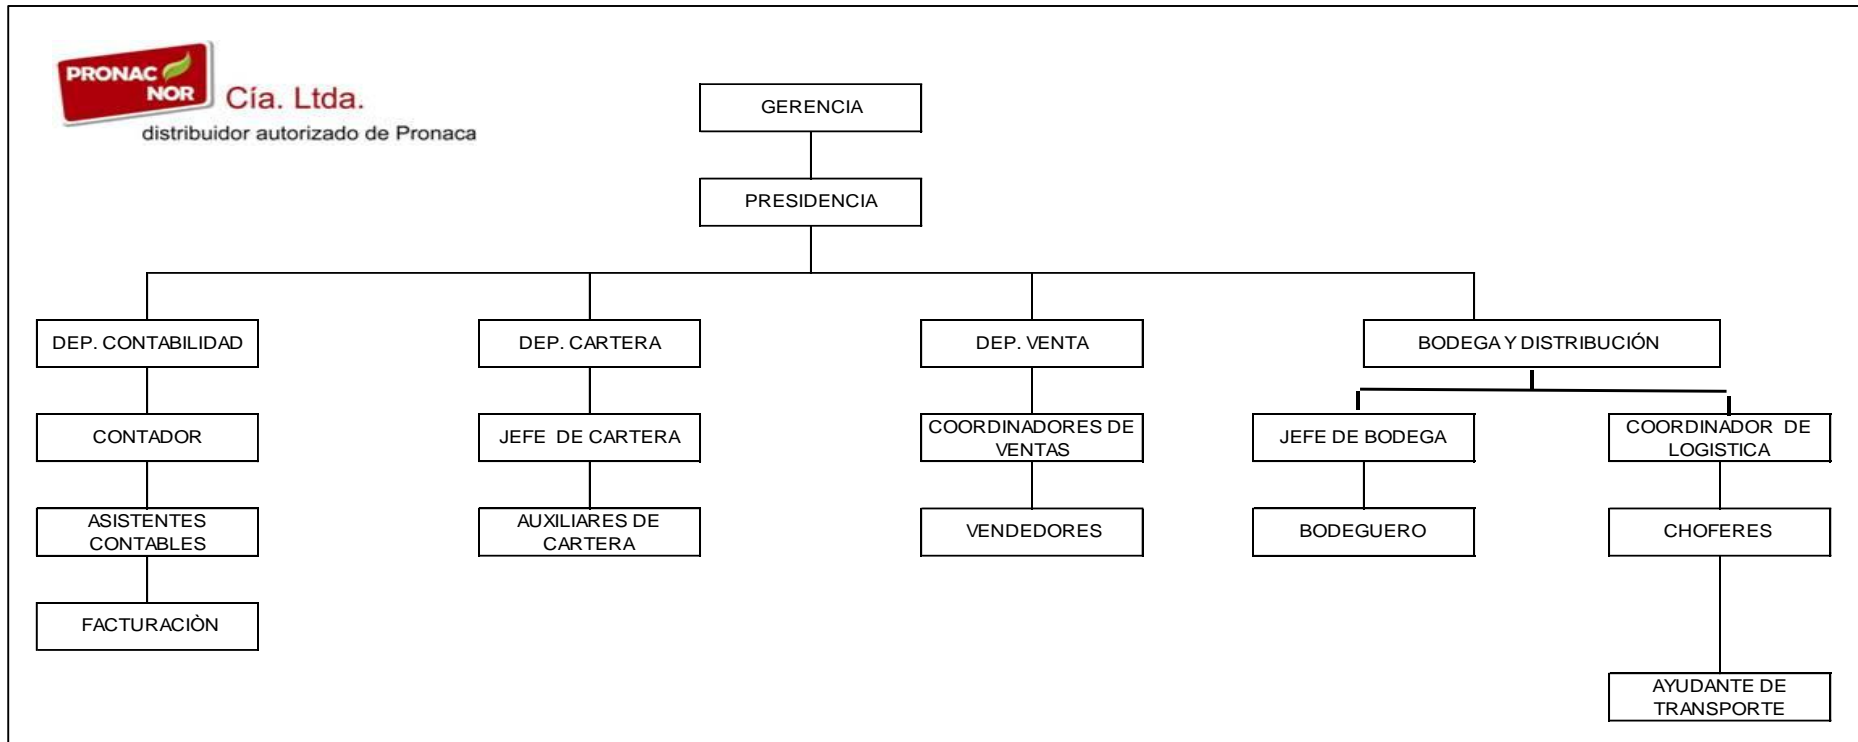 PRONAC
NOR
Cía. Ltda.
distribuidor autorizado de Pronaca
GERENCIA
PRESIDENCIA
DEP. CONTABILIDAD
DEP. CARTERA
DEP. VENTA
BODEGA Y DISTRIBUCIÓN
CONTADOR
JEFE DE CARTERA
COORDINADORES DE
VENTAS
JEFE DE BODEGA
COORDINADOR DE
LOGISTICA
ASISTENTES
CONTABLES
AUXILIARES DE
CARTERA
VENDEDORES
BODEGUERO
CHOFERES
FACTURACIÒN
AYUDANTE DE
TRANSPORTE